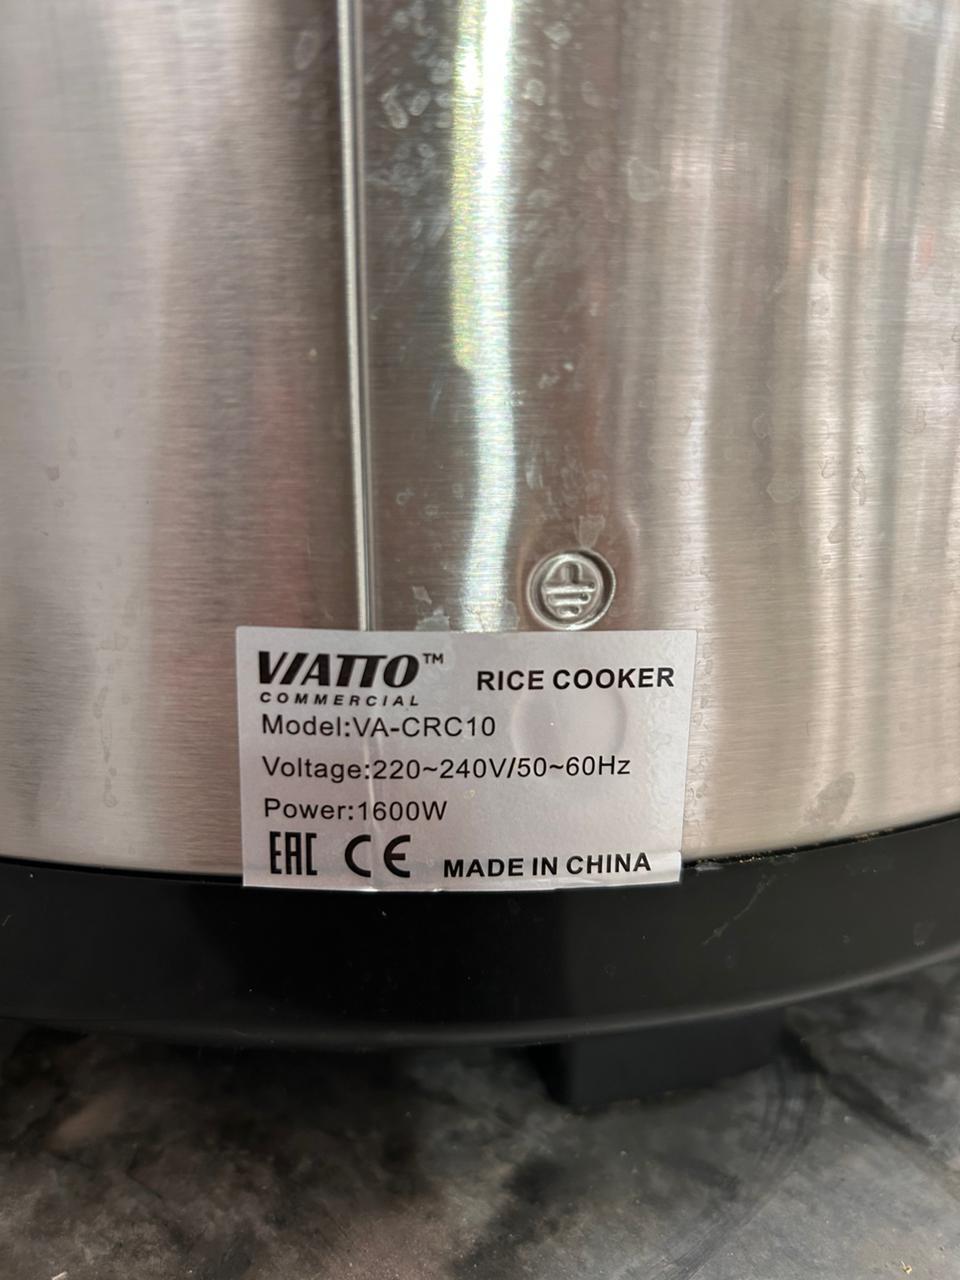 VIATTO™ RICE COOKER
COMMERCIAL
Model:VA-CRC10
Voltage:220~240V/50~60Hz
Power:1600W
EAC CE MADE IN CHINA